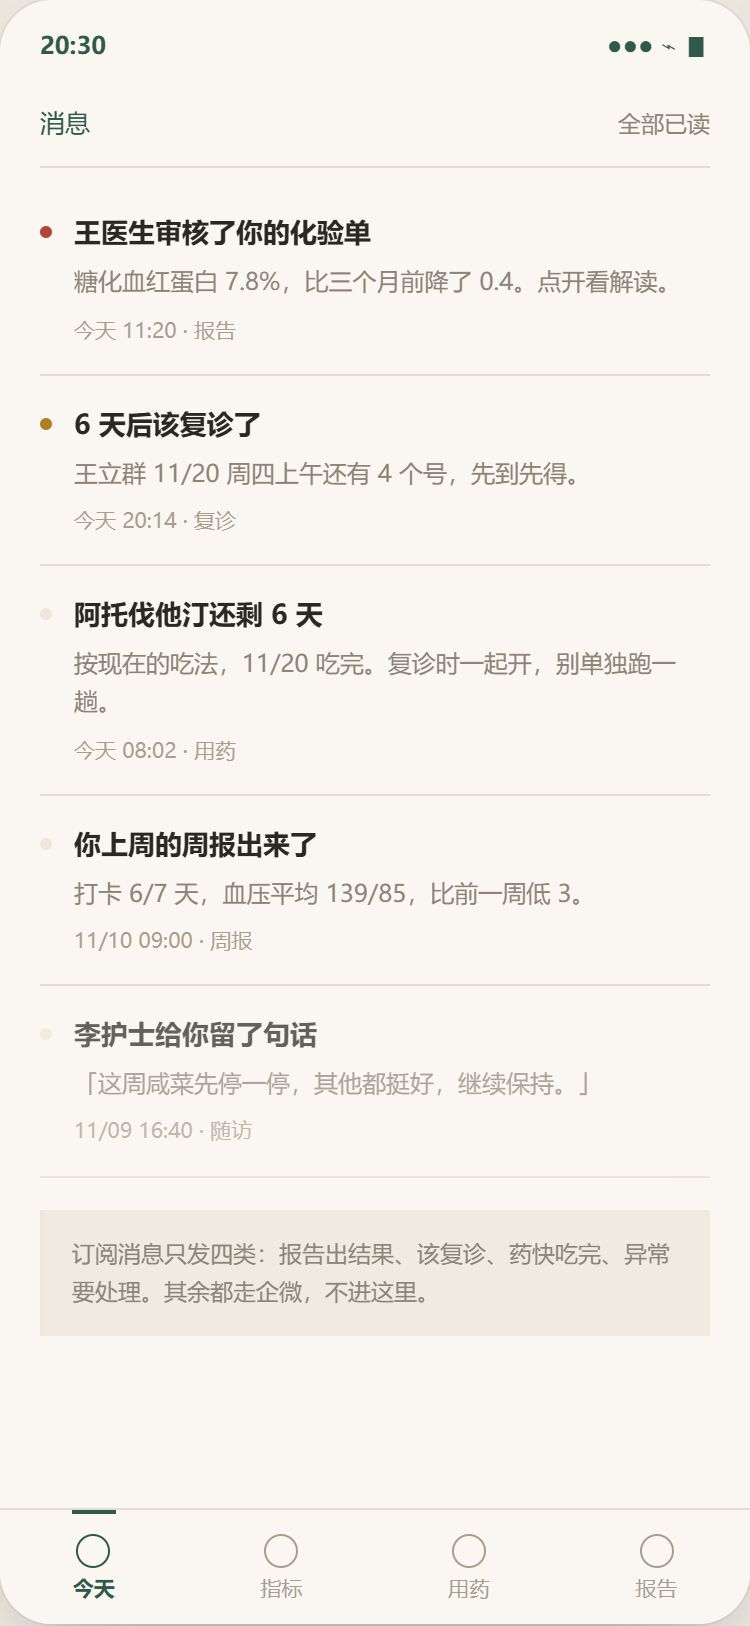 20:30
消息
全部已读
王医生审核了你的化验单
糖化血红蛋白 7.8%，比三个月前降了 0.4。点开看解读。
今天 11:20 · 报告
6 天后该复诊了
王立群 11/20 周四上午还有 4 个号，先到先得。
今天 20:14 · 复诊
阿托伐他汀还剩 6 天
按现在的吃法，11/20 吃完。复诊时一起开，别单独跑一
趟。
今天 08:02 · 用药
你上周的周报出来了
打卡 6/7 天，血压平均 139/85，比前一周低 3。
11/10 09:00 · 周报
李护士给你留了句话
「这周咸菜先停一停，其他都挺好，继续保持。」
11/09 16:40 · 随访
订阅消息只发四类：报告出结果、该复诊、药快吃完、异常
要处理。其余都走企微，不进这里。
今天
指标
用药
报告